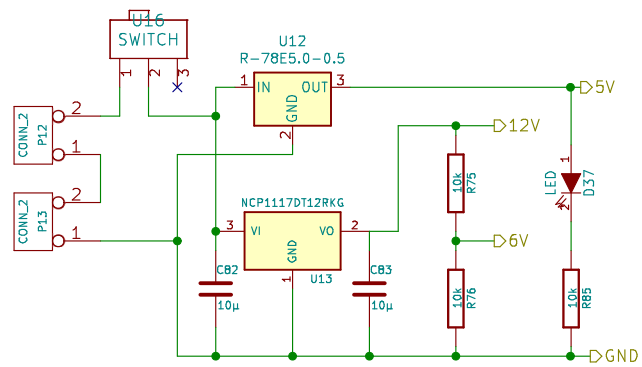 U16
SWITCH
1
2
3
U12
R-78E5.0-0.5
1
IN
OUT
3
GND
2
5V
CONN_2
P12
2
1
12V
CONN_2
P13
2
1
10k
R75
1
LED
D37
2
NCP1117DT12RKG
3
VI
VO
2
GND
1
U13
6V
C82
10µ
C83
10µ
10k
R76
10k
R85
GND